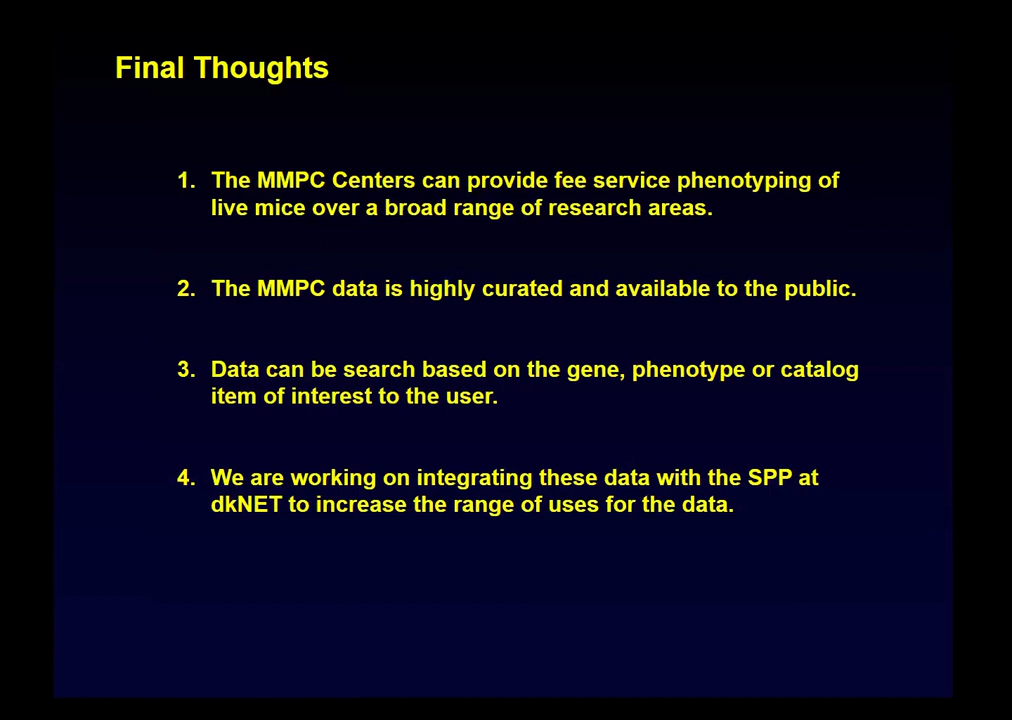 Final Thoughts
1. The MMPC Centers can provide fee service phenotyping of
live mice over a broad range of research areas.
2. The MMPC data is highly curated and available to the public.
3. Data can be search based on the gene, phenotype or catalog
item of interest to the user.
4. We are working on integrating these data with the SPP at
dkNET to increase the range of uses for the data.